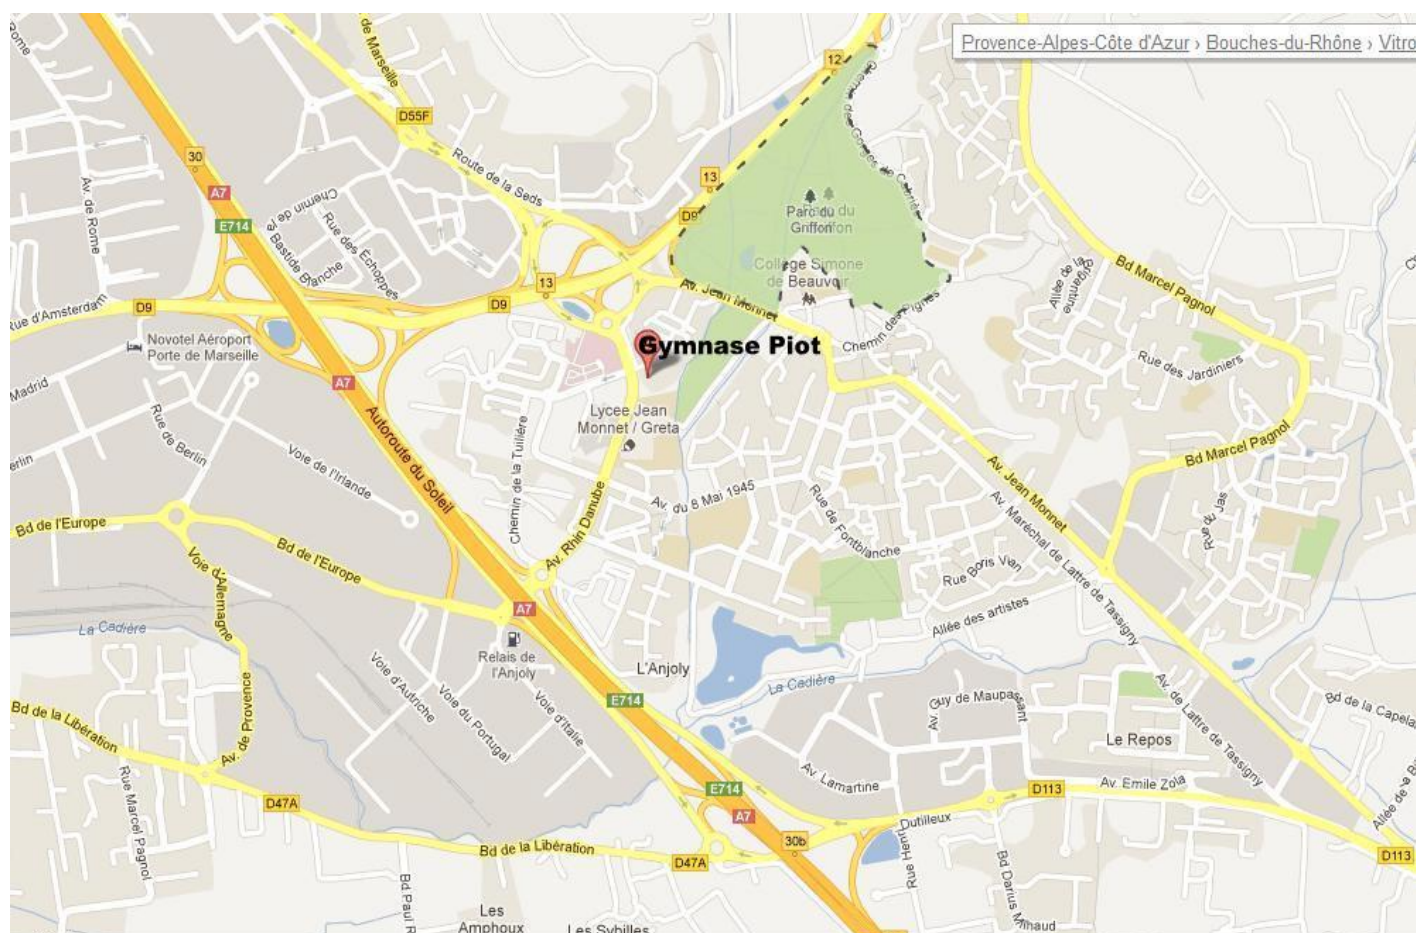 Provence-Alpes-Côte d'Azur › Bouches-du-Rhône › Vitro
de Marseille
Rome
12
D55F
Chemin des Gorges de Cabriès
30
Route de la Seds
13
A7
Av. de Rome
Chemin de la
Bastide Blanche
E714
Rue des Échoppes
D9
Parc du
Griffon
Collège Simone
de Beauvoir
Allée de la
Brigantine
Bd Marcel Pagnol
13
D9
D9
Rue d'Amsterdam
Av. Jean Monnet
Chemin des Pignes
Novotel Aéroport
Porte de Marseille
Gymnase Piot
Rue des Jardiniers
Madrid
A7
Rue de Berlin
Autoroute du Soleil
Lycee Jean
Monnet / Greta
Chemin de la Tuilière
Voie de l'Irlande
Bd Marcel Pagnol
Av. Jean Monnet
Av. du 8 Mai 1945
Rue de Fontblanche
Av. Maréchal de Lattre de Tassigny
Rue du Jas
Bd de l'Europe
Bd de l'Europe
Av. Rhin Danube
Voie d'Allemagne
Rue Boris Vian
A7
Allée des artistes
La Cadière
Relais de
l'Anjoly
L'Anjoly
La Cadière
Voie d'Autriche
Voie du Portugal
Voie d'Italie
E714
Av. Guy de Maupassant
Av. de Lattre de Tassigny
Bd de la Capela
Bd de la Libération
Av. de Provence
Le Repos
Rue Marcel Pagnol
Av. Lamartine
Av. Emile Zola
E714
D113
D47A
A7
Dutilleux
30b
Bd de la Libération
D47A
D113
Rue Henri
Bd Darius Milhaud
Bd Paul R
Les
Amphoux
Les Sybilles